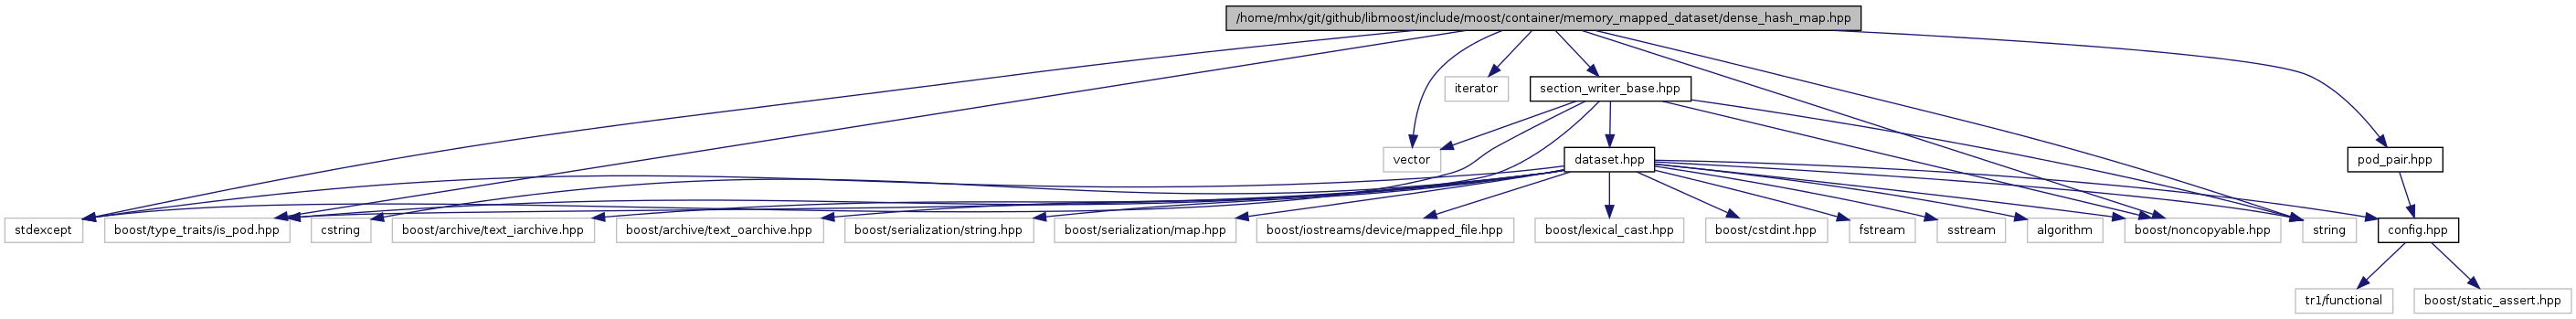 /home/mhx/git/github/libmoost/include/moost/container/memory_mapped_dataset/dense_hash_map.hpp
iterator
section_writer_base.hpp
vector
dataset.hpp
pod_pair.hpp
stdexcept
boost/type_traits/is_pod.hpp
cstring
boost/archive/text_iarchive.hpp
boost/archive/text_oarchive.hpp
boost/serialization/string.hpp
boost/serialization/map.hpp
boost/iostreams/device/mapped_file.hpp
boost/lexical_cast.hpp
boost/cstdint.hpp
fstream
sstream
algorithm
boost/noncopyable.hpp
string
config.hpp
tr1/functional
boost/static_assert.hpp